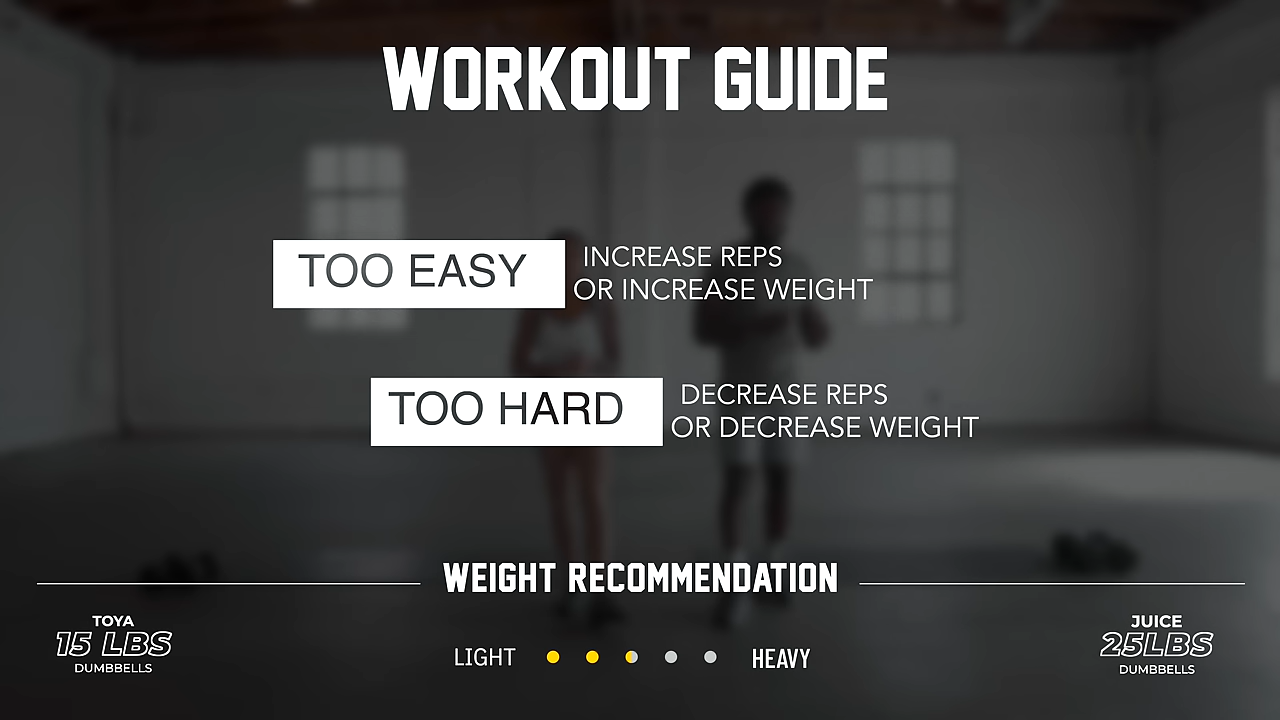 WORKOUT GUIDE
TOO EASY
INCREASE REPS
OR INCREASE WEIGHT
TOO HARD
DECREASE REPS
OR DECREASE WEIGHT
WEIGHT RECOMMENDATION
TOYA
15 LBS
DUMBBELLS
LIGHT
HEAVY
JUICE
25LBS
DUMBBELLS